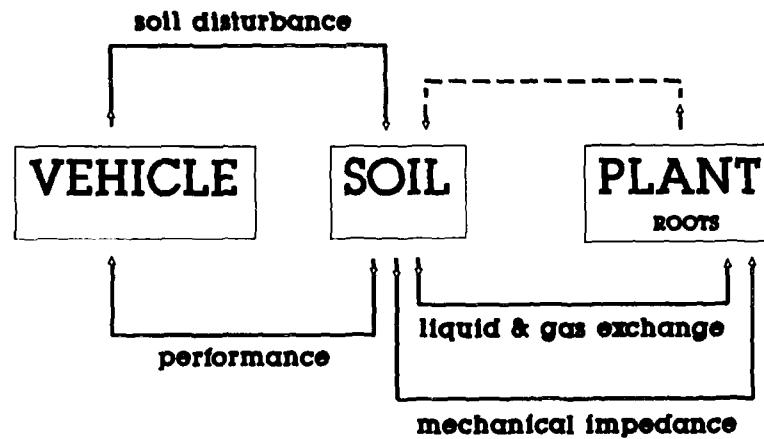 soil disturbance
VEHICLE
SOIL
PLANT
ROOTS
performance
liquid & gas exchange
mechanical impedance